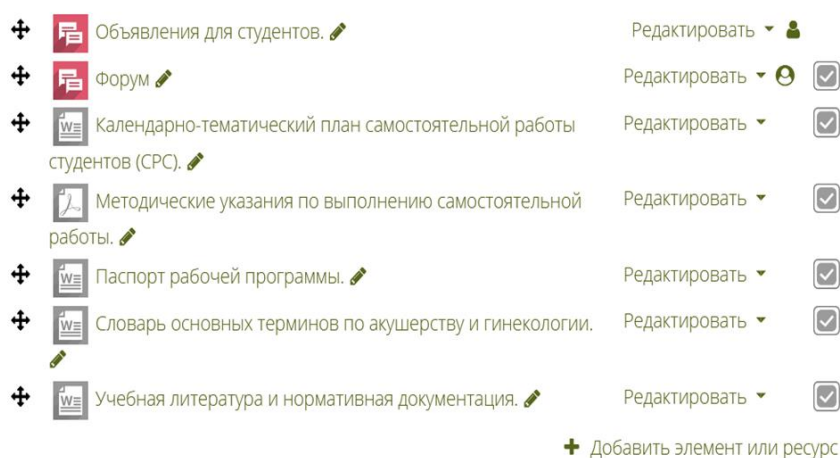 Объявления для студентов. Редактировать
Форум Редактировать
Календарно-тематический план самостоятельной работы Редактировать
студентов (СРС).
Методические указания по выполнению самостоятельной Редактировать
работы.
Паспорт рабочей программы. Редактировать
Словарь основных терминов по акушерству и гинекологии. Редактировать
Учебная литература и нормативная документация. Редактировать
Добавить элемент или ресурс